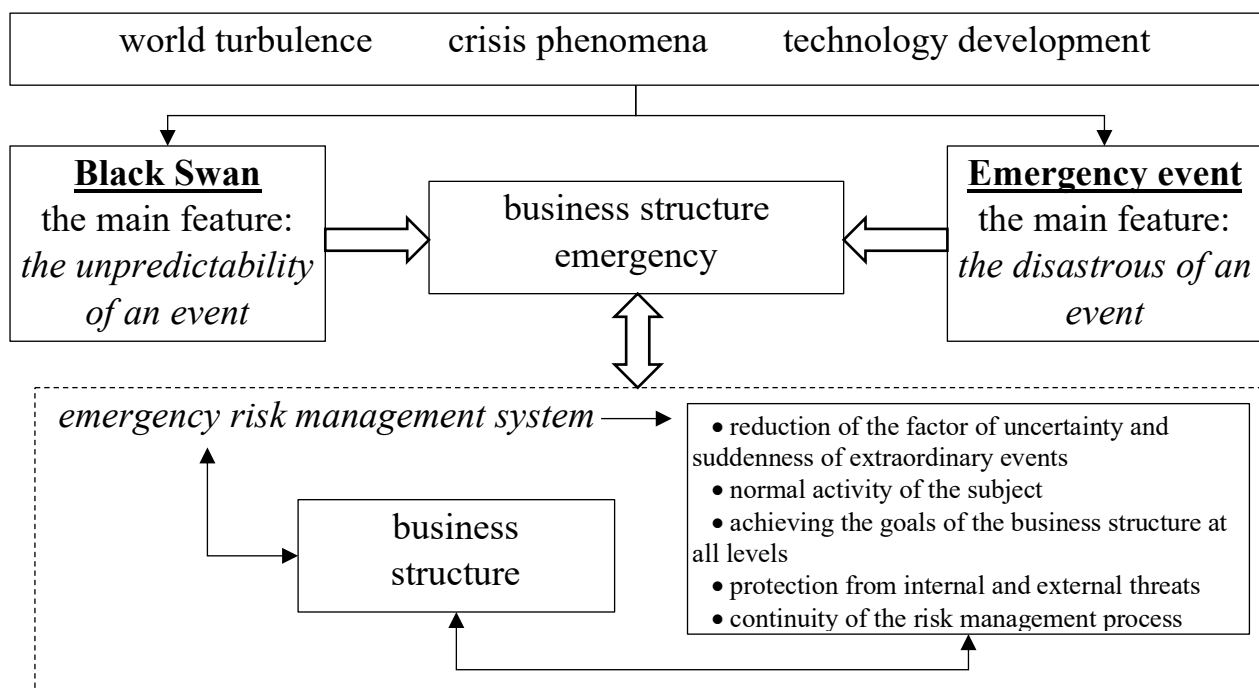 world turbulence crisis phenomena technology development
Black Swan
the main feature:
the unpredictability
of an event
business structure
emergency
Emergency event
the main feature:
the disastrous of an
event
emergency risk management system
• reduction of the factor of uncertainty and
suddenness of extraordinary events
• normal activity of the subject
• achieving the goals of the business structure at
all levels
• protection from internal and external threats
• continuity of the risk management process
business
structure